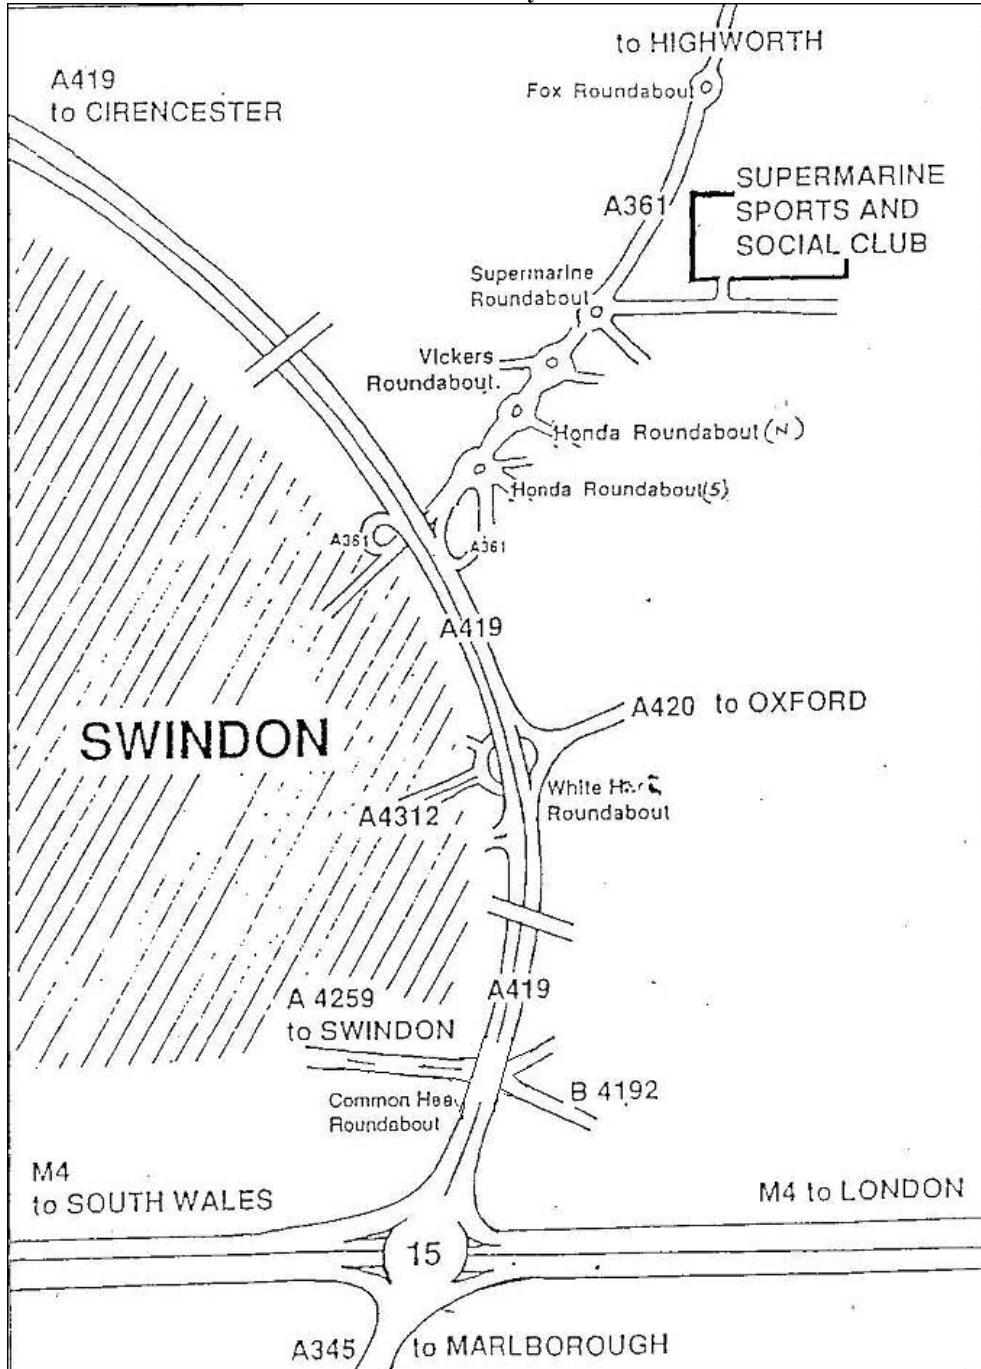 to HIGHWORTH
Fox Roundabout
A419
to CIRENCESTER
SUPERMARINE
SPORTS AND
SOCIAL CLUB
A361
Supermarine
Roundabout
Vickers
Roundabout.
Honda Roundabout (N)
Honda Roundabout (S)
A361
A361
A419
A420 to OXFORD
SWINDON
White
Roundabout
A4312
A419
A 4259
to SWINDON
B 4192
Common
Roundabout
M4
to SOUTH WALES
M4 to LONDON
15
A345 to MARLBOROUGH